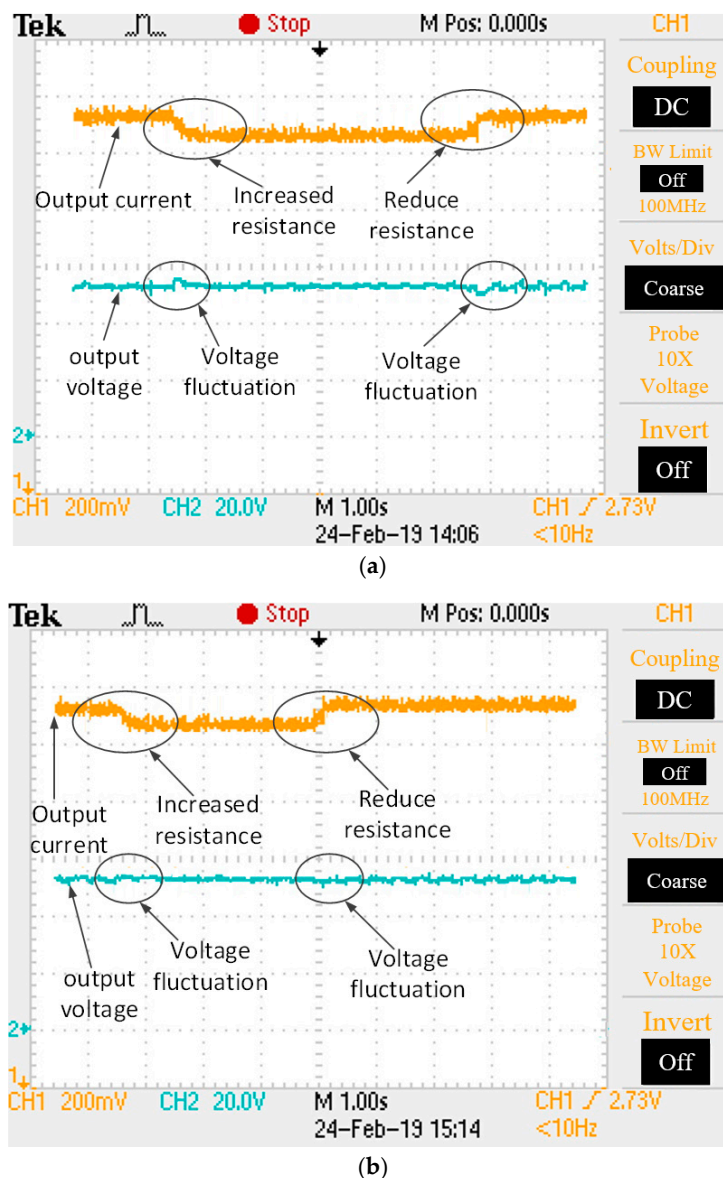 Tek
Stop
M Pos: 0.000s
CH1
Coupling
DC
BW Limit
Off
100MHz
Volts/Div
Coarse
Probe
10X
Voltage
Invert
Off
Output current
Increased
resistance
Reduce
resistance
output
voltage
Voltage
fluctuation
Voltage
fluctuation
2
1
CH1 200mV
CH2 20.0V
M 1.00s
CH1 2.73V
24-Feb-19 14:06
<10Hz
(a)
Tek
Stop
M Pos: 0.000s
CH1
Coupling
DC
BW Limit
Off
100MHz
Volts/Div
Coarse
Probe
10X
Voltage
Invert
Off
Output
current
Increased
resistance
Reduce
resistance
output
voltage
Voltage
fluctuation
Voltage
fluctuation
2
1
CH1 200mV
CH2 20.0V
M 1.00s
CH1 2.73V
24-Feb-19 15:14
<10Hz
(b)